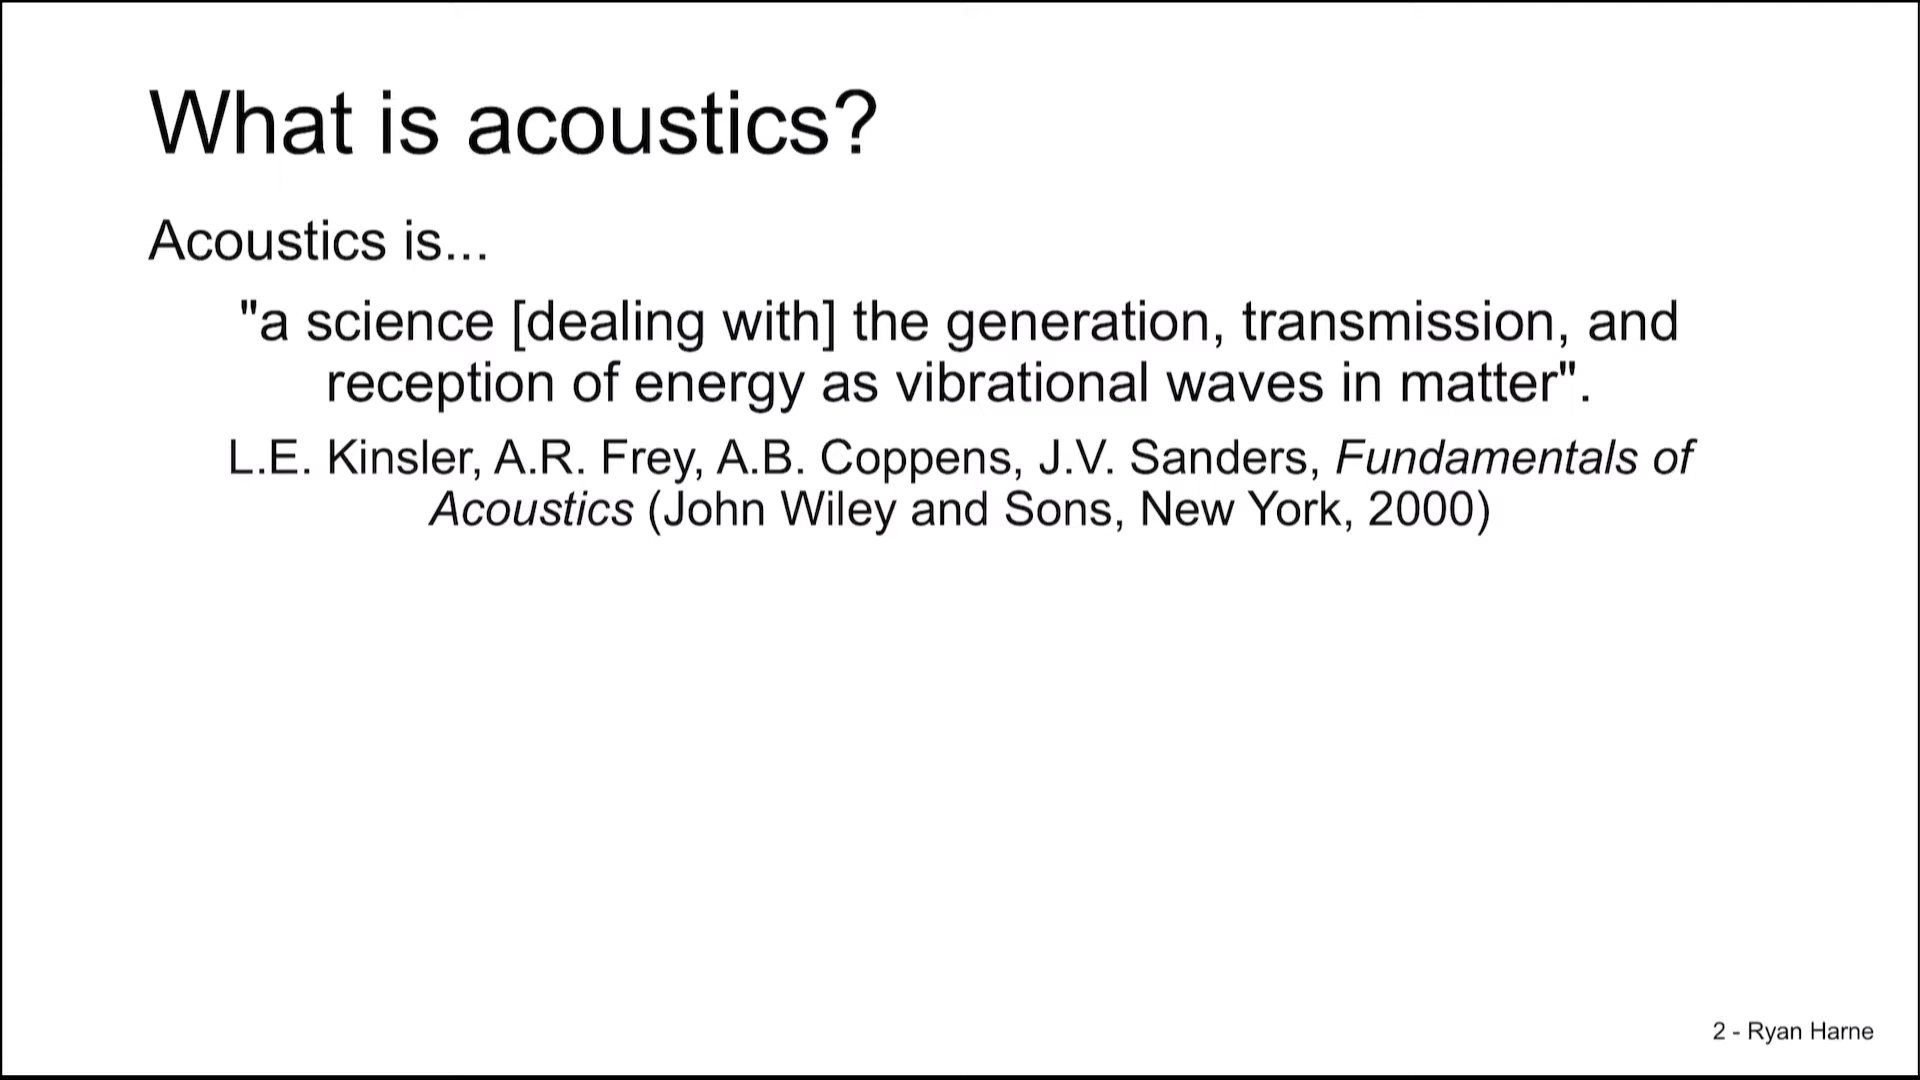 What is acoustics?
Acoustics is...
"a science [dealing with] the generation, transmission, and
reception of energy as vibrational waves in matter".
L.E. Kinsler, A.R. Frey, A.B. Coppens, J.V. Sanders, Fundamentals of
Acoustics (John Wiley and Sons, New York, 2000)
2 - Ryan Harne